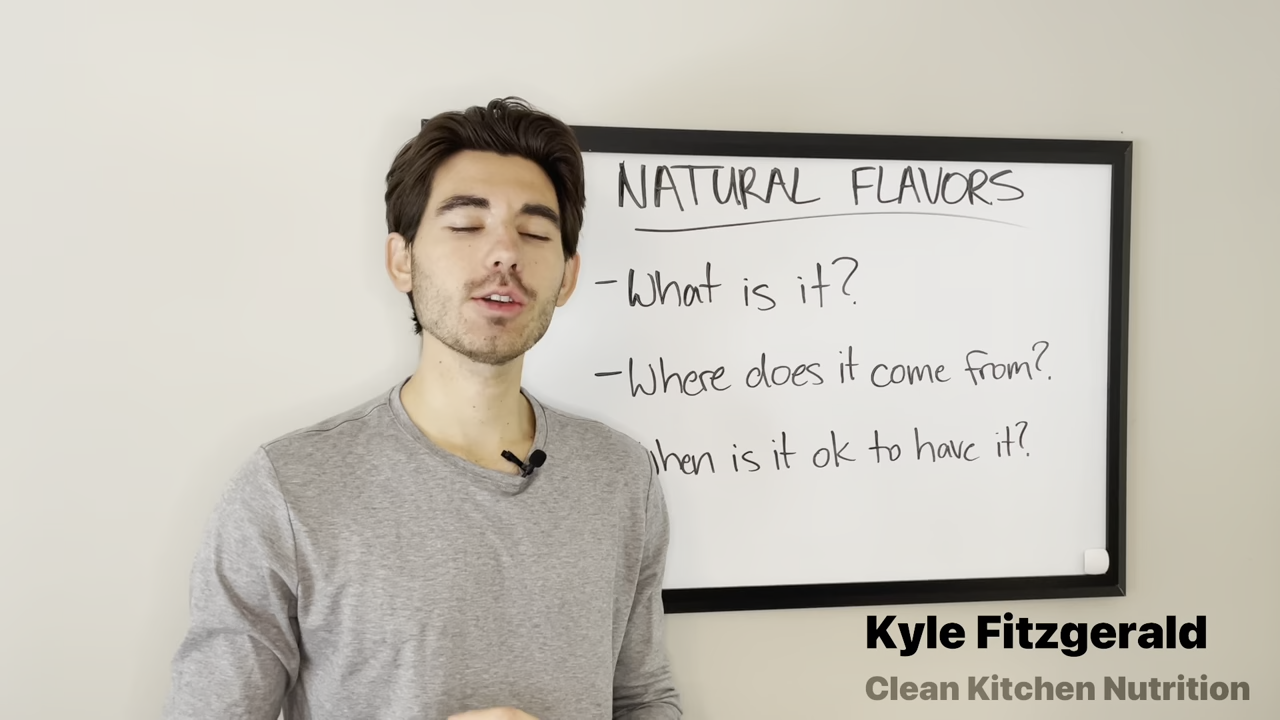 NATURAL FLAVORS
- What is it?
- Where does it come from?
is it ok to have it?
Kyle Fitzgerald
Clean Kitchen Nutrition